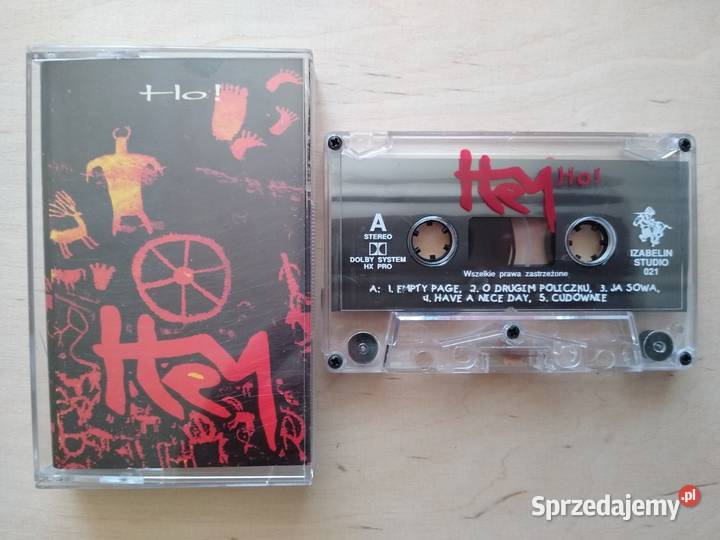 Ho!
HEY
HEY Ho!
A
STEREO
DOLBY SYSTEM
HX PRO
IZABELIN
STUDIO
021
Wszelkie prawa zastrzeżone
A: 1. EMPTY PAGE, 2. O DRUGIM POLICZKU, 3. JA SOWA,
4. HAVE A NICE DAY, 5. CUDOWNIE
Sprzedajemy.pl